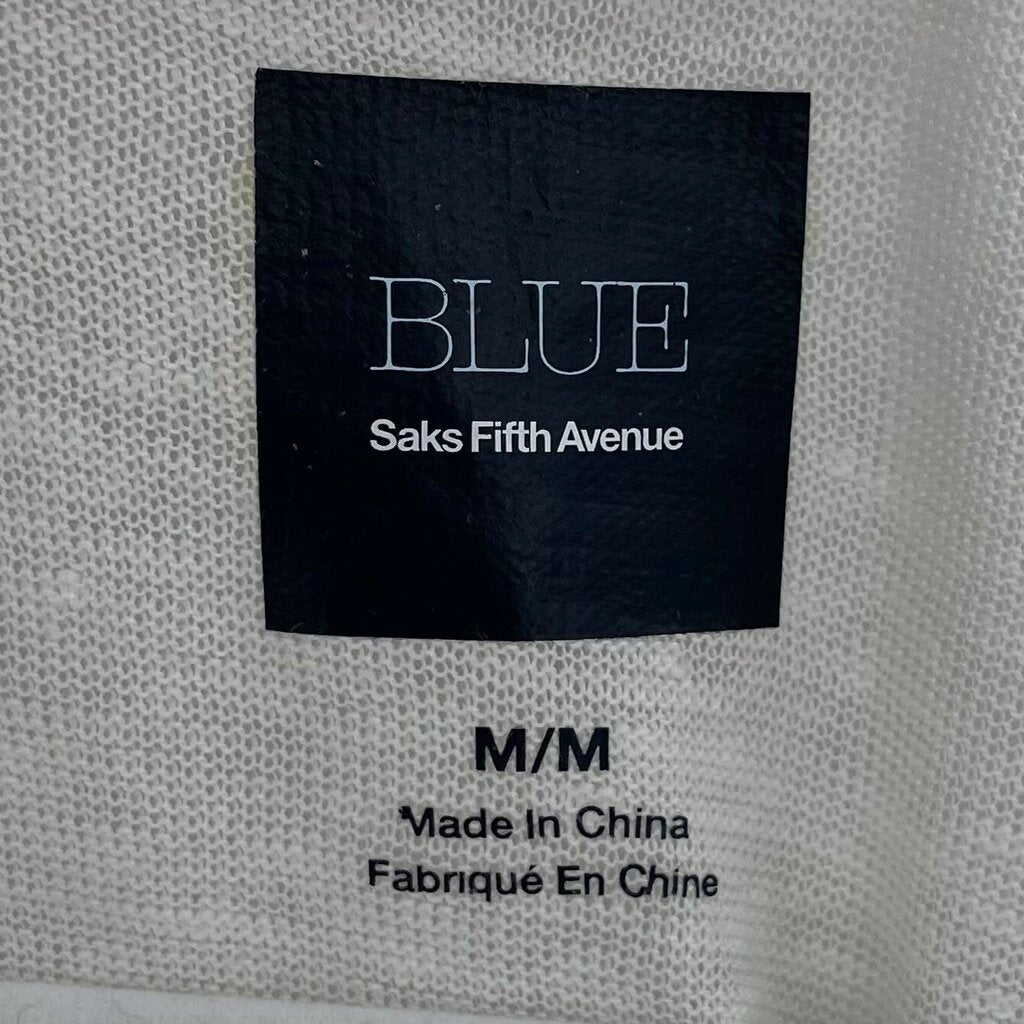 BLUE
Saks Fifth Avenue
M/M
Made In China
Fabriqué En Chine